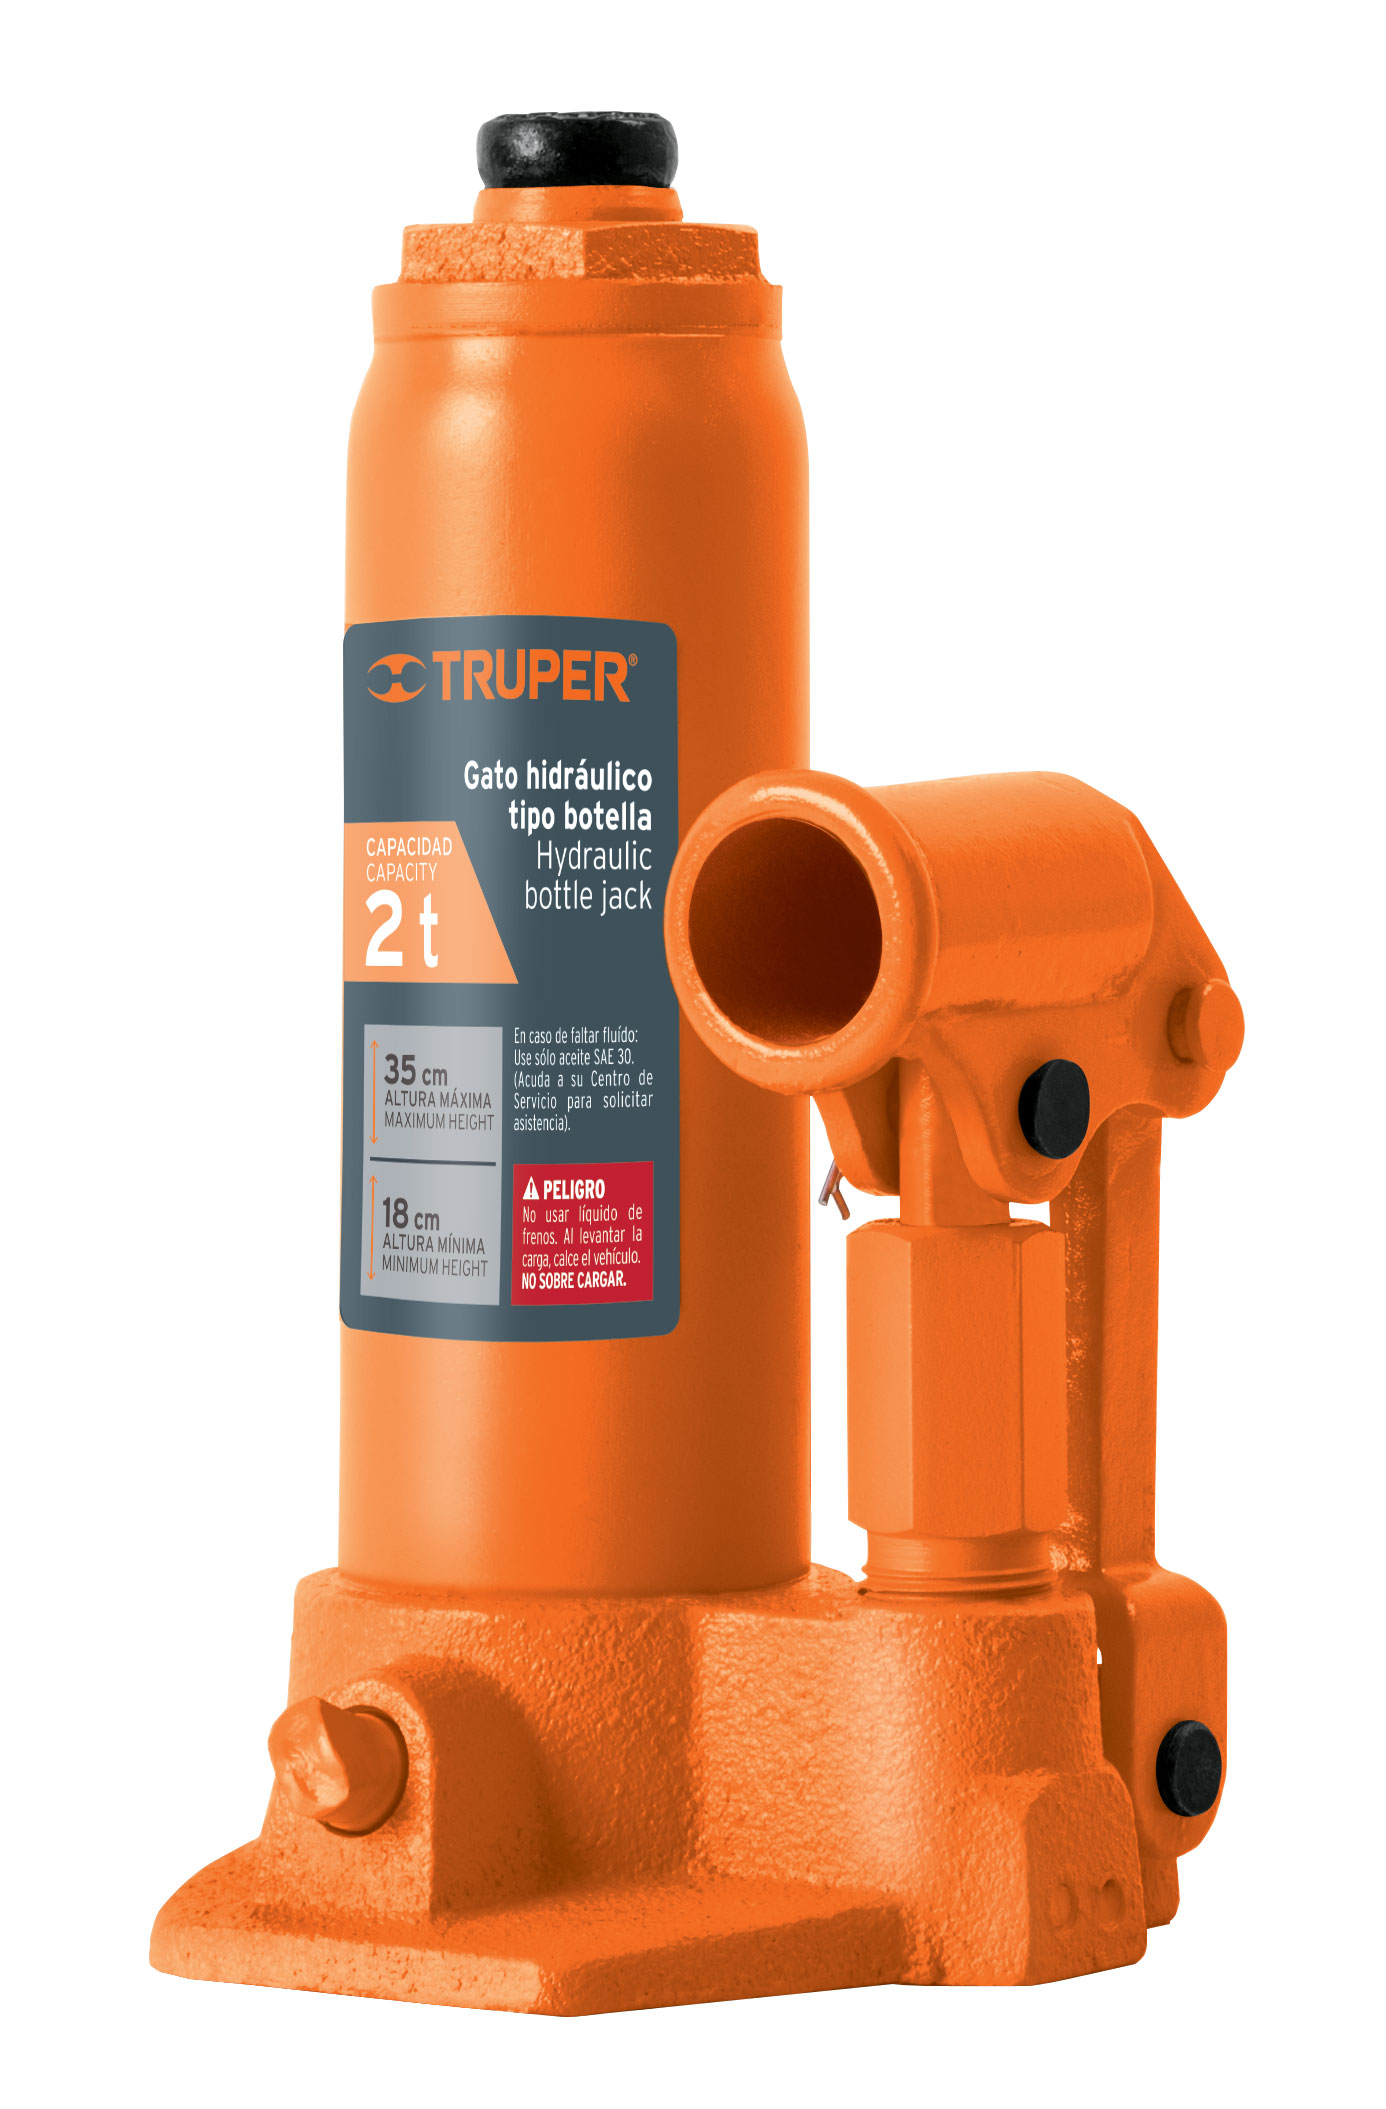 TRUPER®
Gato hidráulico
tipo botella
Hydraulic
bottle jack
CAPACIDAD
CAPACITY
2 t
35 cm
ALTURA MÁXIMA
MAXIMUM HEIGHT
18 cm
ALTURA MÍNIMA
MINIMUM HEIGHT
En caso de faltar fluído:
Use sólo aceite SAE 30.
(Acuda a su Centro de
Servicio para solicitar
asistencia).
PELIGRO
No usar líquido de
frenos. Al levantar la
carga, calce el vehículo.
NO SOBRE CARGAR.